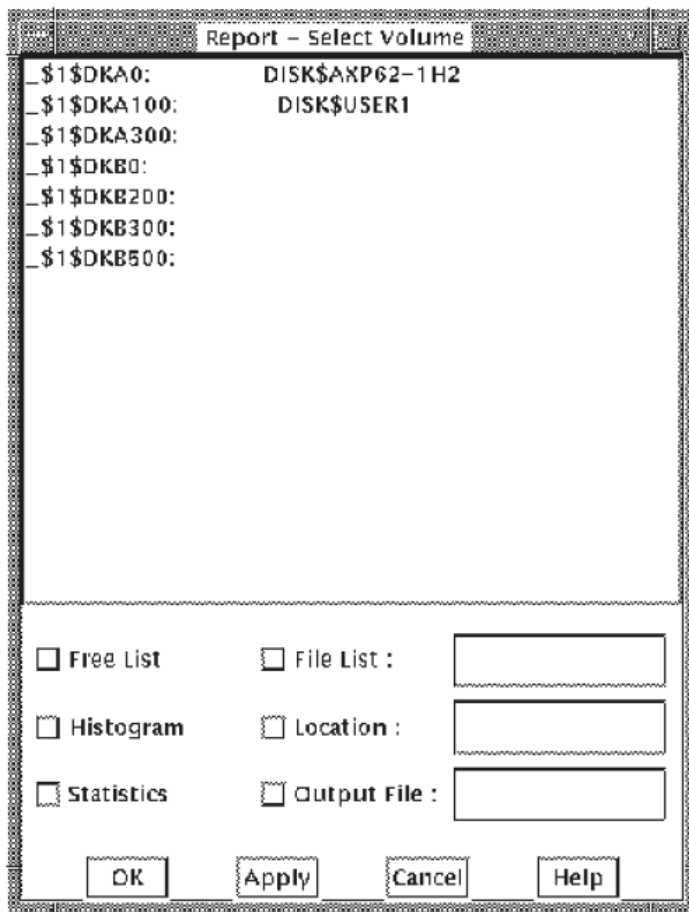 Report - Select Volume
_$1$DKA0: DISK$AXP62-1H2
_$1$DKA100: DISK$USER1
_$1$DKA300:
_$1$DKB0:
_$1$DKB200:
_$1$DKB300:
_$1$DKB500:
Free List File List :
Histogram Location :
Statistics Output File :
OK Apply Cancel Help